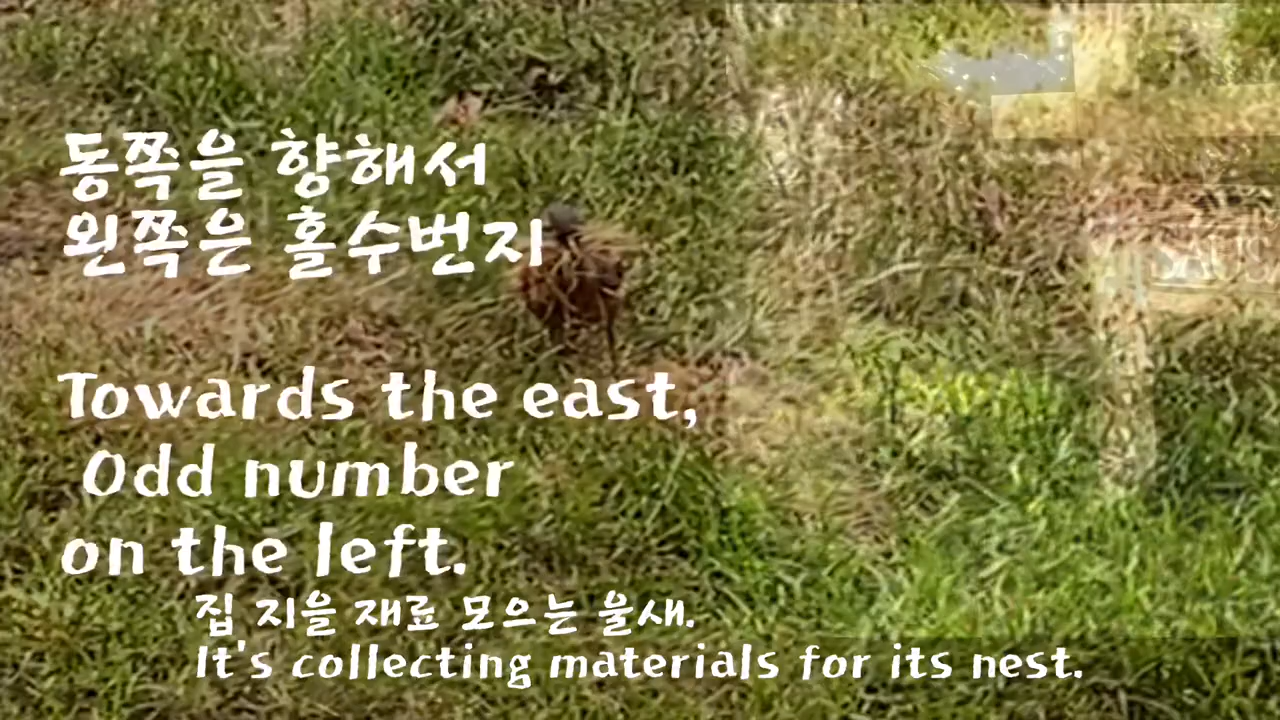 동쪽을 향해서
왼쪽은 홀수번지
Towards the east,
Odd number
on the left.
집 지을 재료 모으는 울새.
It's collecting materials for its nest.